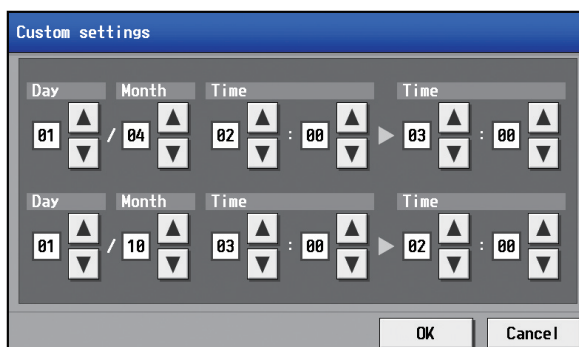 Custom settings
Day Month Time Time
01 / 04 02 : 00 ▶ 03 : 00
Day Month Time Time
01 / 10 03 : 00 ▶ 02 : 00
OK Cancel